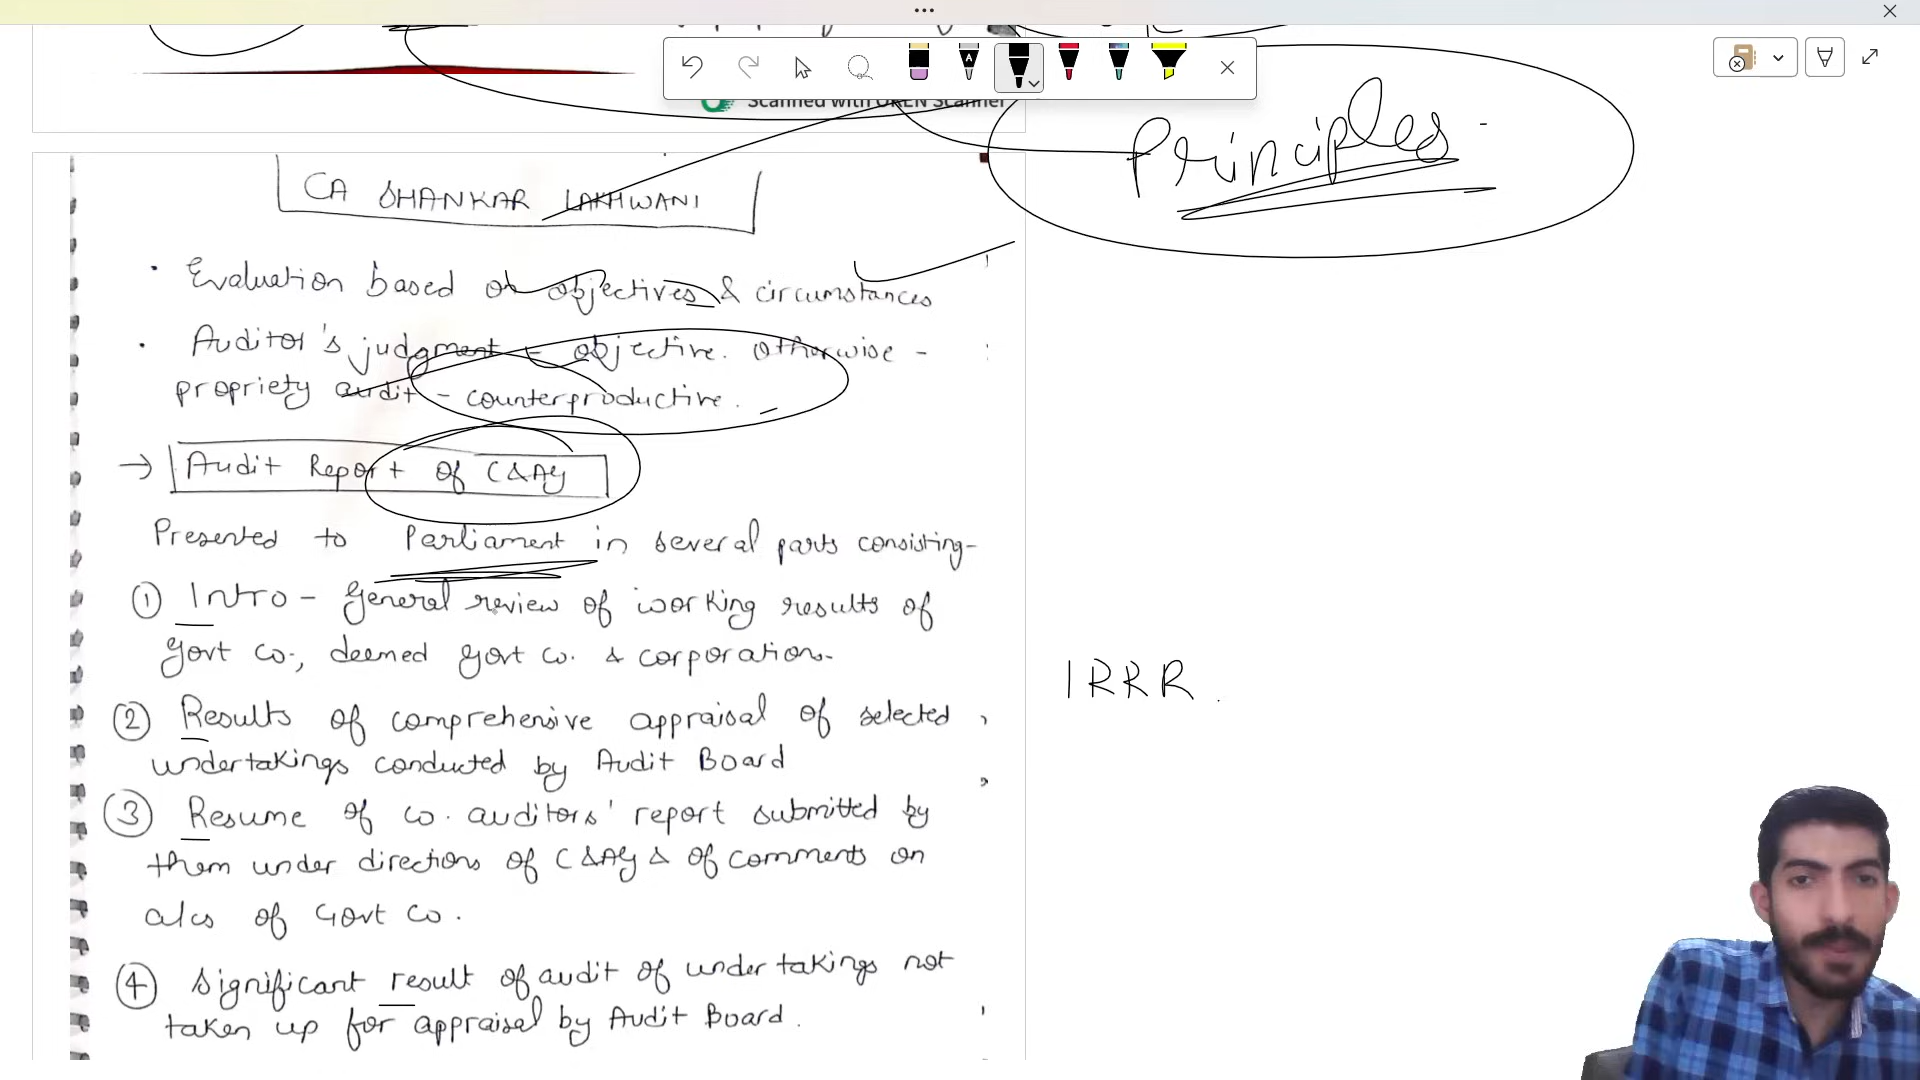 Scanned with OKEN Scanner
Principles
CA SHANKAR LAKHWANI
• Evaluation based on objectives & circumstances
• Auditor's judgment - objective. Otherwise -
propriety audit - counterproductive.
→ Audit Report of C&AG
Presented to Parliament in several parts consisting-
① Intro - General review of working results of
Govt Co., deemed govt co. & corporations.
② Results of comprehensive appraisal of selected
undertakings conducted by Audit Board
③ Resume of co. auditors' report submitted by
them under directions of C&AG & of comments on
a/cs of Govt Co.
④ Significant result of audit of undertakings not
taken up for appraisal by Audit Board.
IRRR.